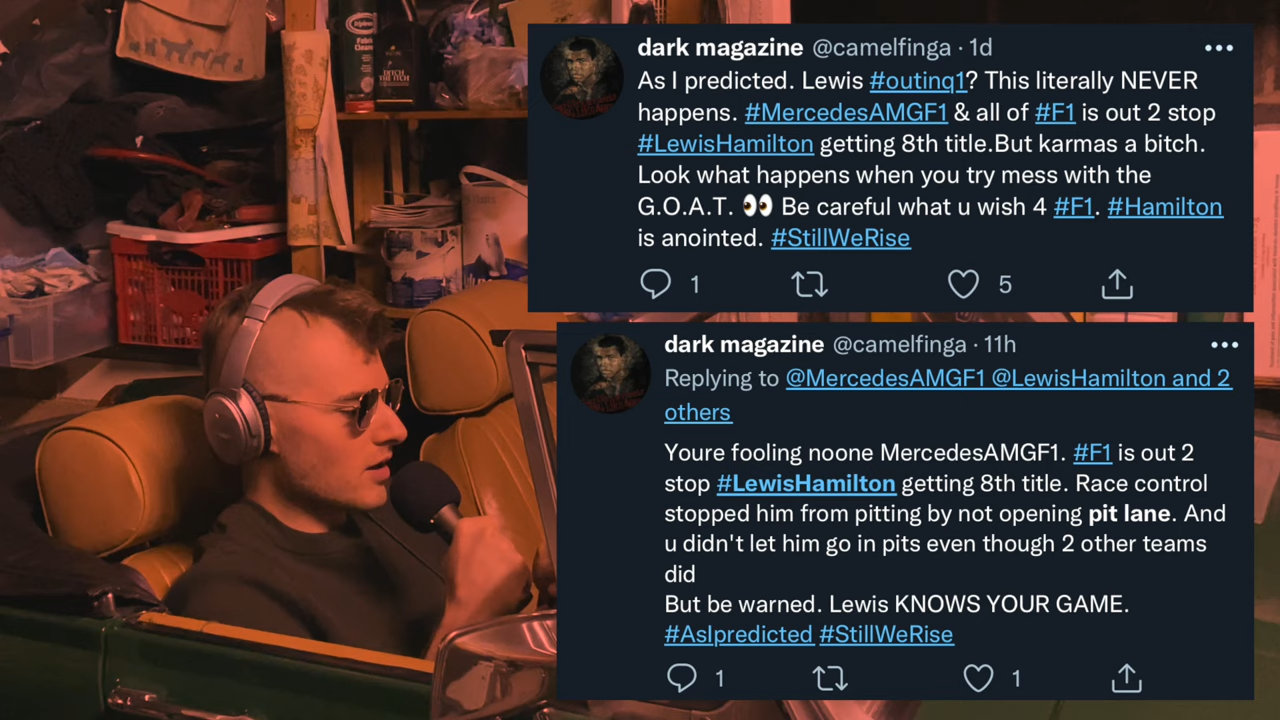 dark magazine @camelfinga · 1d
As I predicted. Lewis #outinq1? This literally NEVER
happens. #MercedesAMGF1 & all of #F1 is out 2 stop
#LewisHamilton getting 8th title.But karmas a bitch.
Look what happens when you try mess with the
G.O.A.T. 👀 Be careful what u wish 4 #F1. #Hamilton
is anointed. #StillWeRise
1 5
dark magazine @camelfinga · 11h
Replying to @MercedesAMGF1 @LewisHamilton and 2
others
Youre fooling noone MercedesAMGF1. #F1 is out 2
stop #LewisHamilton getting 8th title. Race control
stopped him from pitting by not opening pit lane. And
u didn't let him go in pits even though 2 other teams
did
But be warned. Lewis KNOWS YOUR GAME.
#AsIpredicted #StillWeRise
1 1